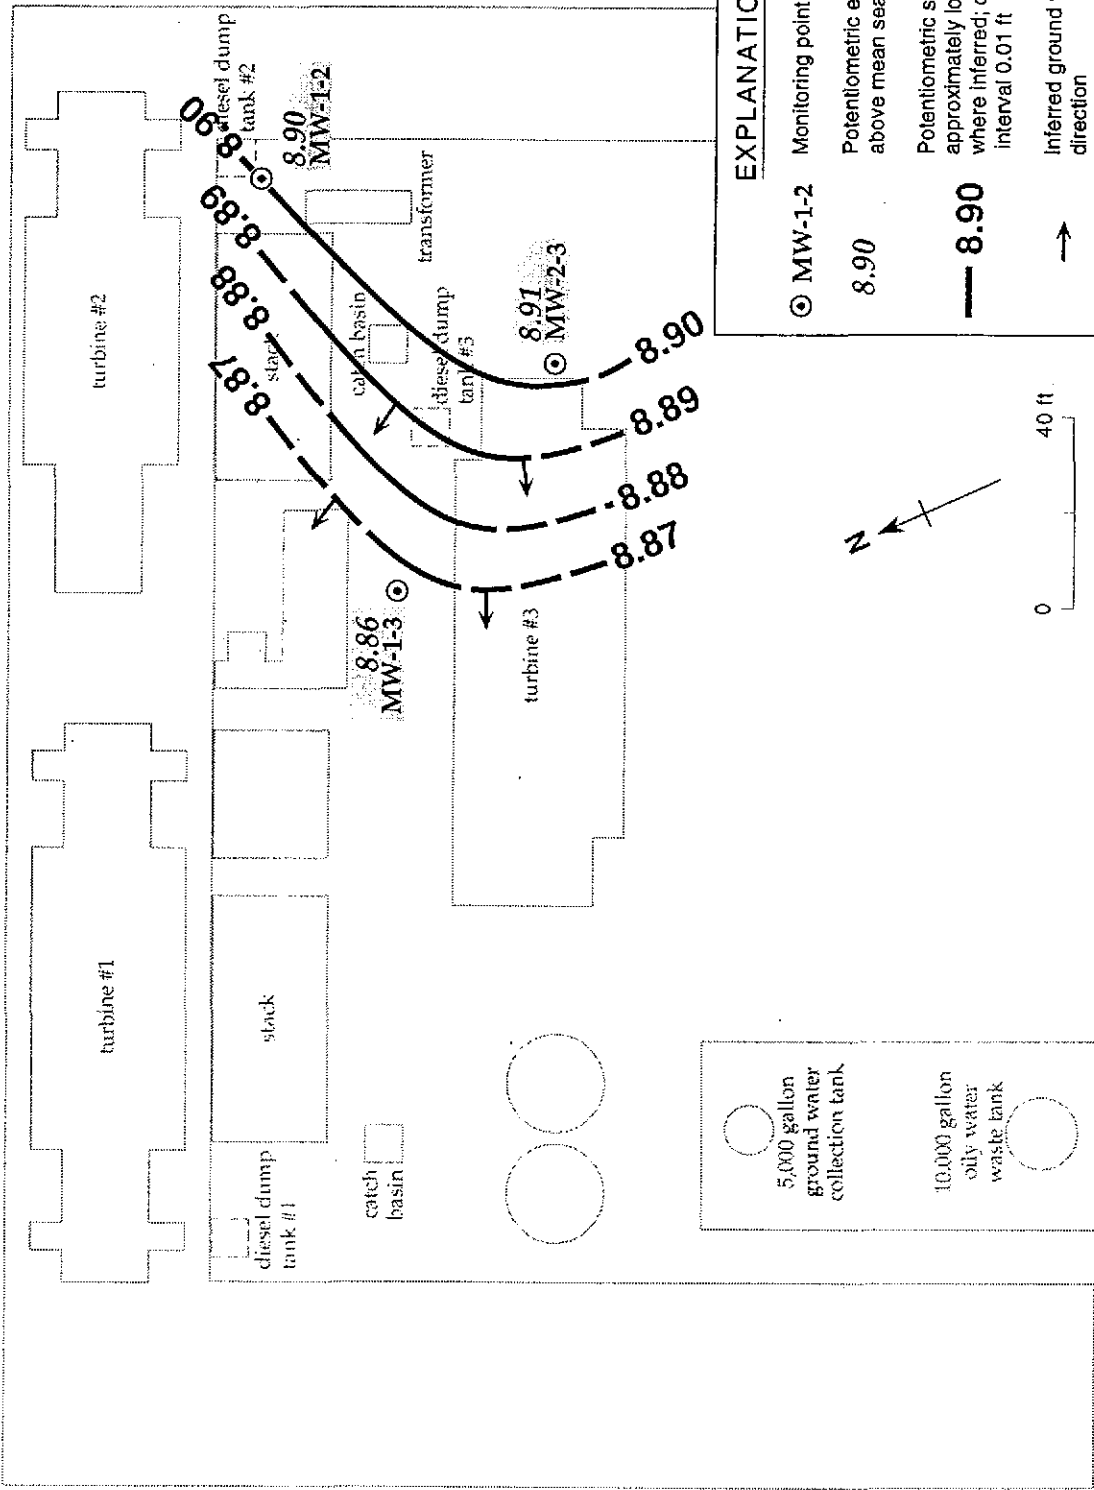 turbine #2
diesel dump
tank #2
8.90
8.90
MW-1-2
8.89
8.88
8.87
stack
catch basin
transformer
diesel dump
tank #3
8.91
MW-2-3
8.90
8.89
8.88
8.87
8.86
MW-1-3
turbine #3
turbine #1
stack
diesel dump
tank #1
catch
basin
5,000 gallon
ground water
collection tank
10,000 gallon
oily water
waste tank
N
0
40 ft
EXPLANATIO
MW-1-2 Monitoring point
8.90 Potentiometric e
above mean sea
8.90 Potentiometric s
approximately lo
where inferred; c
interval 0.01 ft
Inferred ground
direction